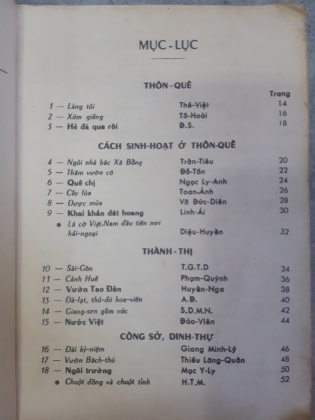 MỤC-LỤC
THÔN-QUÊ
Trang
1 — Làng tôi Thế-Việt 14
2 — Xóm giềng Tô-Hoài 16
3 — Hè đã qua rồi Đ.S. 18
CÁCH SINH-HOẠT Ở THÔN-QUÊ
4 — Ngôi nhà bác Xã Bồng Trần-Tiêu 20
5 — Thăm vườn cũ Đỗ-Tốn 22
6 — Quê chị Ngọc Ly-Anh 24
7 — Cấy lúa Toan-Ánh 26
8 — Được mùa Võ Đức-Diên 28
9 — Khai khẩn đất hoang Linh-Ái 30
• Lá cờ Việt-Nam đầu tiên nơi
hải-ngoại Diệu-Huyền 32
THÀNH-THỊ
10 — Sài-Gòn T.G.T.D 34
11 — Cảnh Huế Phạm-Quỳnh 36
12 — Vườn Tao Đàn Huyền-Nga 38
13 — Đà-lạt, thủ-đô hoa-viên A.Đ. 40
14 — Giang-sơn gấm vóc S.D.M.N. 42
15 — Nước Việt Đào-Viên 44
CÔNG SỞ, DINH-THỰ
16 — Đài kỷ-niệm Giang Minh-Lý 46
17 — Vườn Bách-thú Thiếu Lăng-Quân 48
18 — Ngôi trường Mạc Y-Ly 50
• Chuột đồng và chuột tỉnh H.T.M. 52